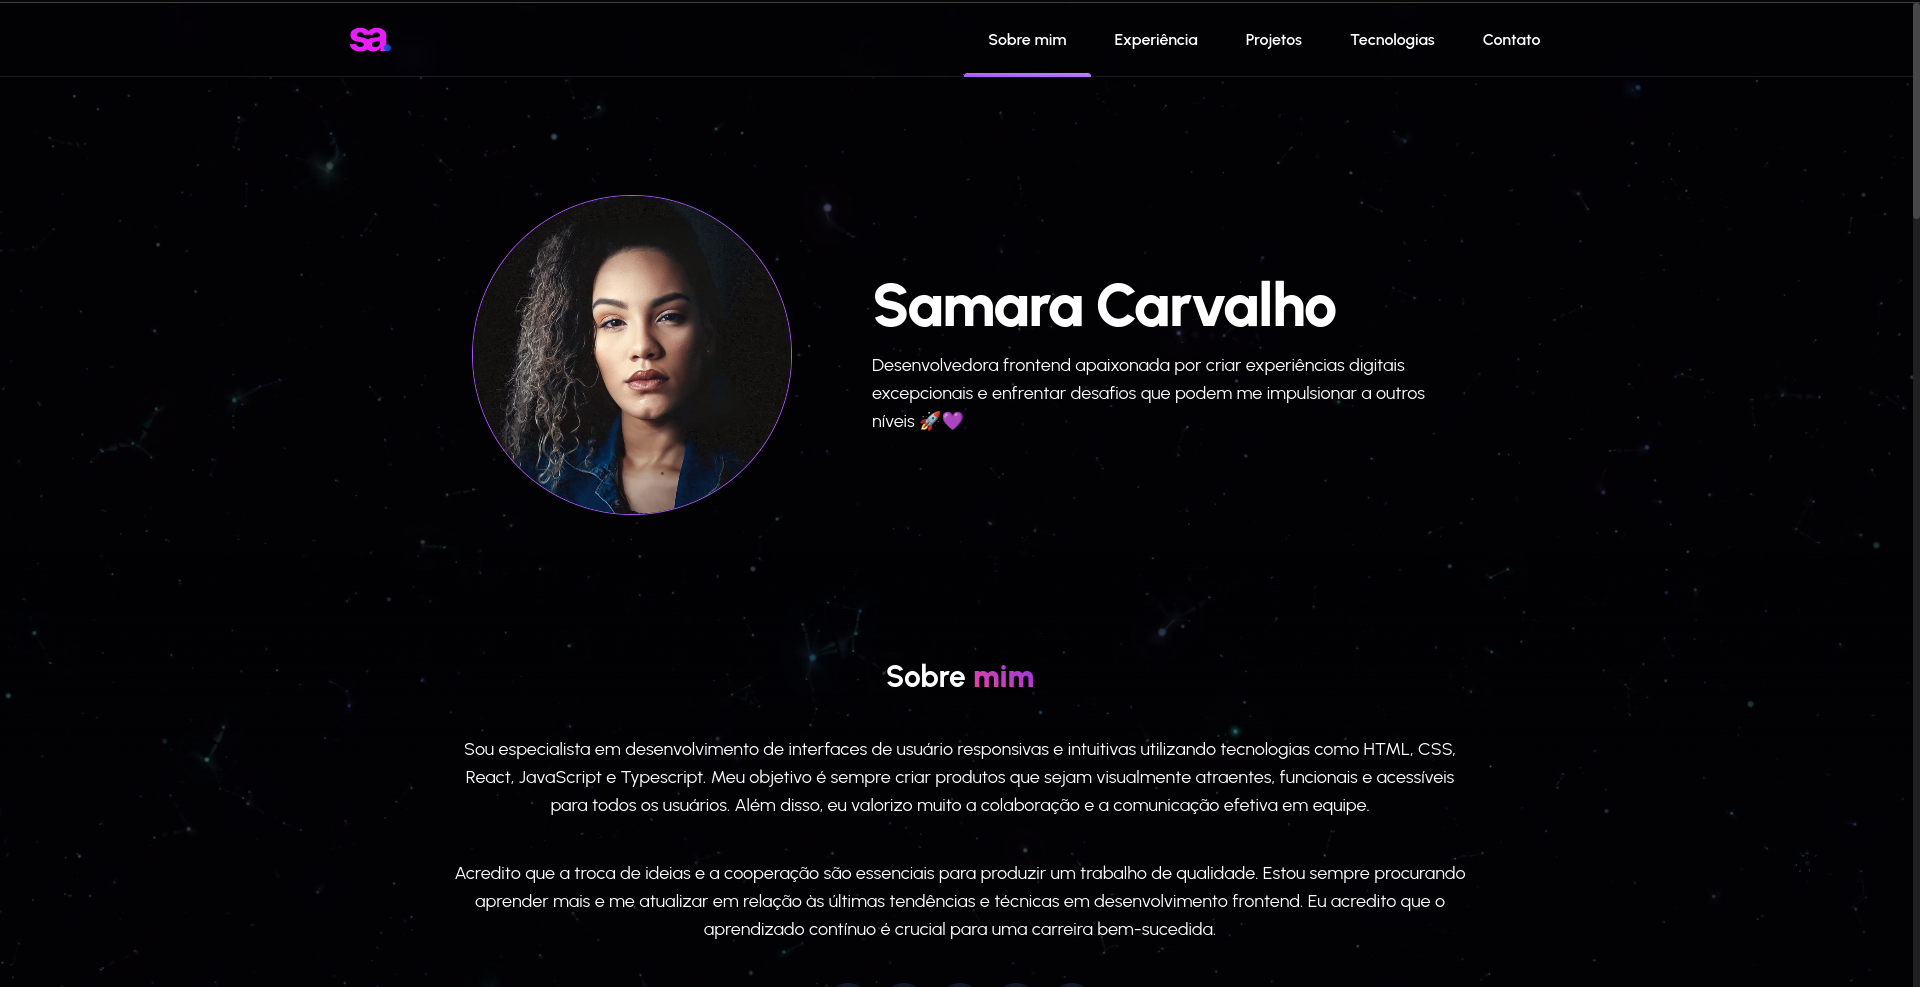 sa.
Sobre mim
Experiência
Projetos
Tecnologias
Contato
Samara Carvalho
Desenvolvedora frontend apaixonada por criar experiências digitais
excepcionais e enfrentar desafios que podem me impulsionar a outros
níveis 🚀💜
Sobre mim
Sou especialista em desenvolvimento de interfaces de usuário responsivas e intuitivas utilizando tecnologias como HTML, CSS,
React, JavaScript e Typescript. Meu objetivo é sempre criar produtos que sejam visualmente atraentes, funcionais e acessíveis
para todos os usuários. Além disso, eu valorizo muito a colaboração e a comunicação efetiva em equipe.
Acredito que a troca de ideias e a cooperação são essenciais para produzir um trabalho de qualidade. Estou sempre procurando
aprender mais e me atualizar em relação às últimas tendências e técnicas em desenvolvimento frontend. Eu acredito que o
aprendizado contínuo é crucial para uma carreira bem-sucedida.